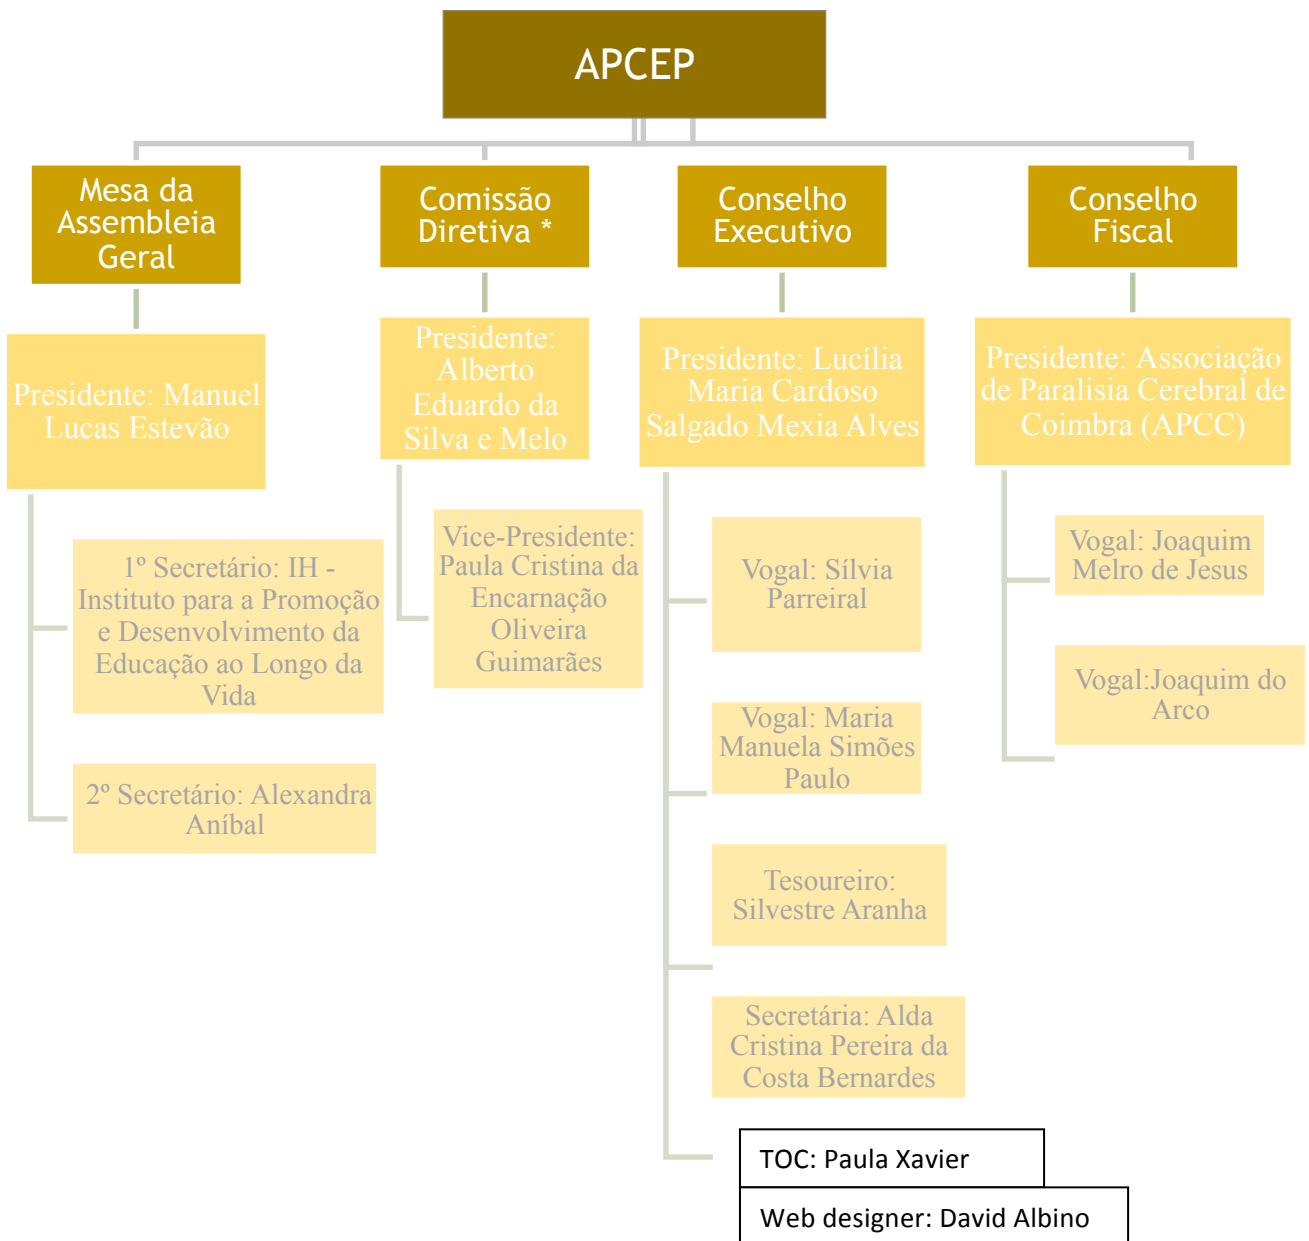 APCEP
Mesa da
Assembleia
Geral
Presidente: Manuel
Lucas Estevão
1º Secretário: IH -
Instituto para a Promoção
e Desenvolvimento da
Educação ao Longo da
Vida
2º Secretário: Alexandra
Aníbal
Comissão
Diretiva *
Presidente:
Alberto
Eduardo da
Silva e Melo
Vice-Presidente:
Paula Cristina da
Encarnação
Oliveira
Guimarães
Conselho
Executivo
Presidente: Lucília
Maria Cardoso
Salgado Mexia Alves
Vogal: Sílvia
Parreiral
Vogal: Maria
Manuela Simões
Paulo
Tesoureiro:
Silvestre Aranha
Secretária: Alda
Cristina Pereira da
Costa Bernardes
TOC: Paula Xavier
Web designer: David Albino
Conselho
Fiscal
Presidente: Associação
de Paralisia Cerebral de
Coimbra (APCC)
Vogal: Joaquim
Melro de Jesus
Vogal:Joaquim do
Arco